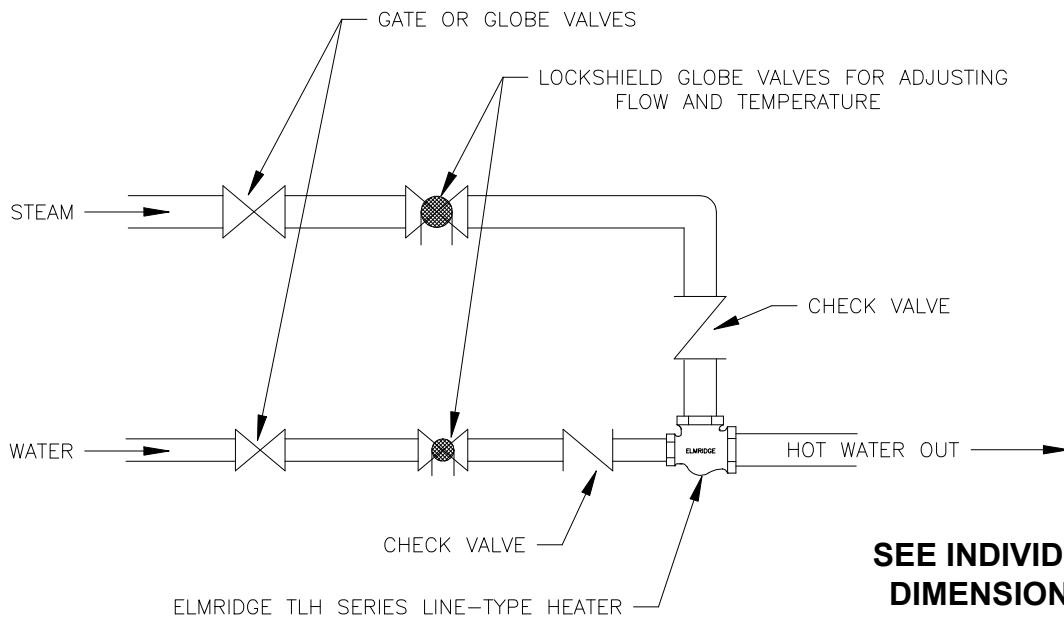 GATE OR GLOBE VALVES
LOCKSHIELD GLOBE VALVES FOR ADJUSTING
FLOW AND TEMPERATURE
STEAM
CHECK VALVE
WATER
ELMRIDGE
HOT WATER OUT
CHECK VALVE
SEE INDIVID
DIMENSION
ELMRIDGE TLH SERIES LINE-TYPE HEATER